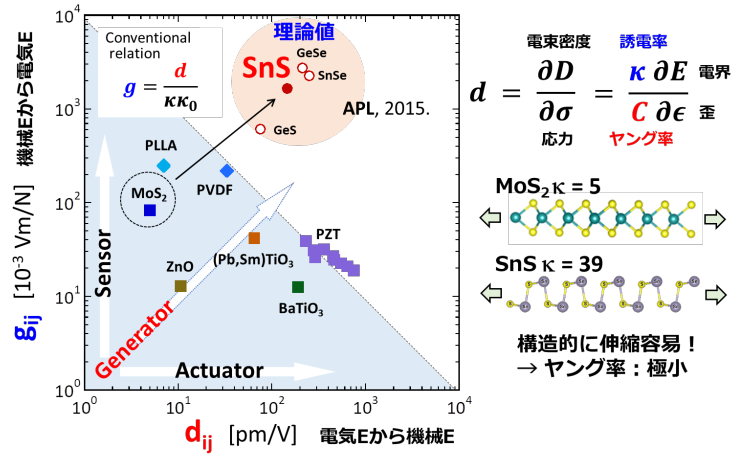 10⁴
10³
10²
10¹
10⁰
10⁰
10¹
10²
10³
10⁴
gij [10⁻³ Vm/N] 機械Eから電気E
dij [pm/V] 電気Eから機械E
Conventional
relation
g = d / κκ₀
理論値
GeSe
SnS
SnSe
APL, 2015.
GeS
PLLA
MoS₂
PVDF
PZT
ZnO
(Pb,Sm)TiO₃
BaTiO₃
Sensor
Generator
Actuator
電束密度
誘電率
d = ∂D / ∂σ = κ ∂E / C ∂ϵ
電界
歪
応力
ヤング率
MoS₂ κ = 5
SnS κ = 39
構造的に伸縮容易！
→ ヤング率：極小